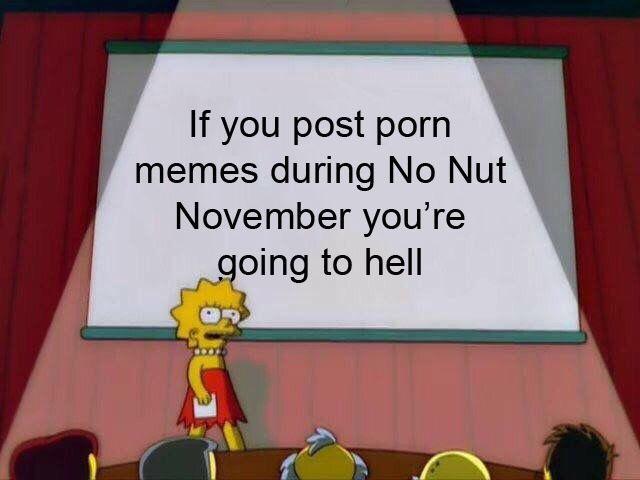 If you post porn
memes during No Nut
November you’re
going to hell